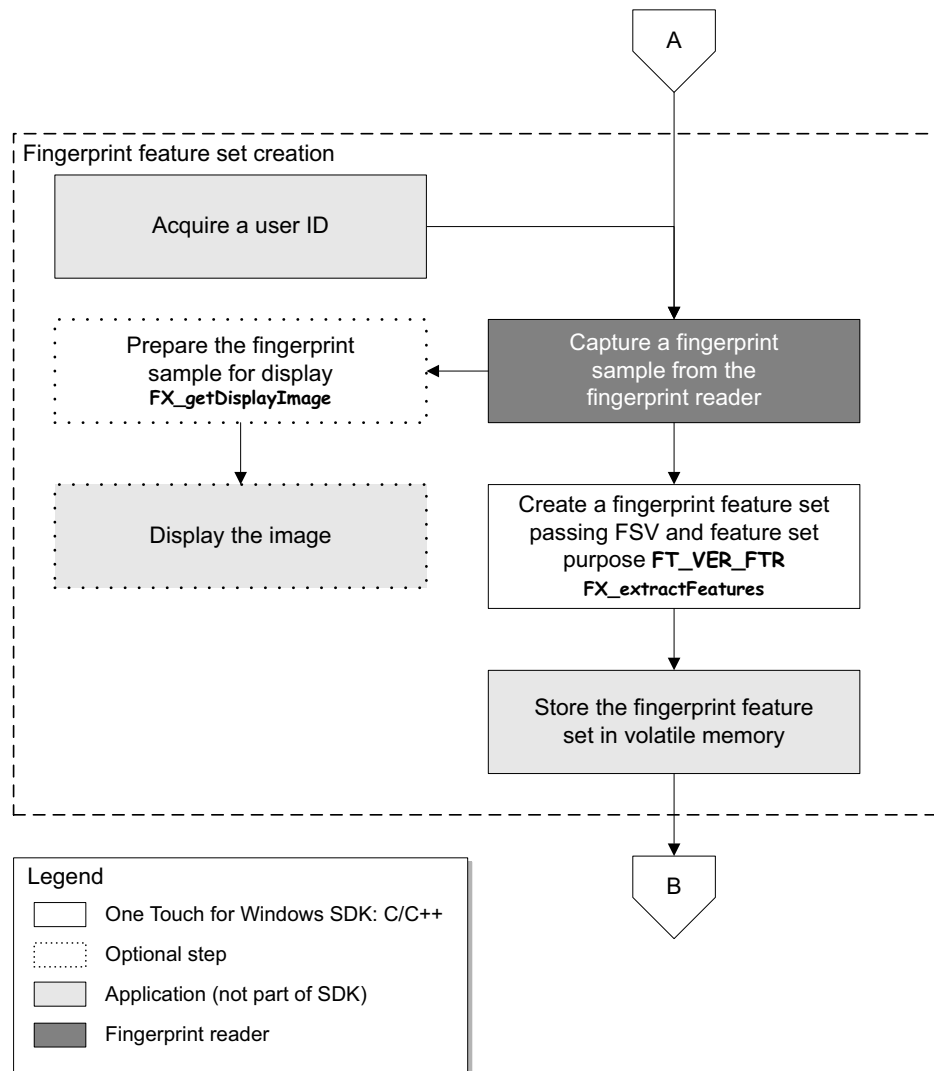 A
Fingerprint feature set creation
Acquire a user ID
Prepare the fingerprint
sample for display
FX_getDisplayImage
Capture a fingerprint
sample from the
fingerprint reader
Display the image
Create a fingerprint feature set
passing FSV and feature set
purpose FT_VER_FTR
FX_extractFeatures
Store the fingerprint feature
set in volatile memory
B
Legend
One Touch for Windows SDK: C/C++
Optional step
Application (not part of SDK)
Fingerprint reader